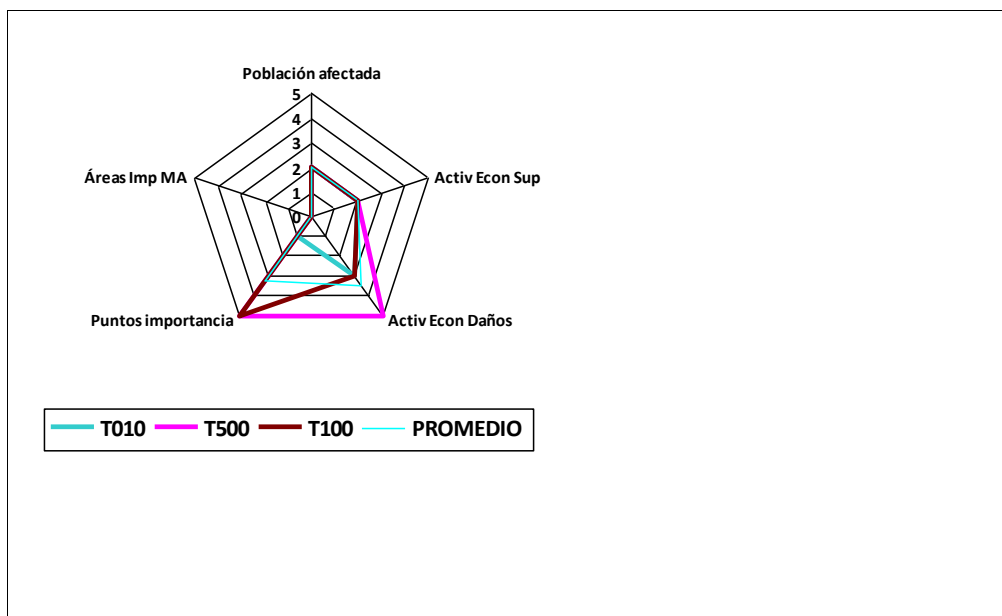 Población afectada
5
4
3
2
1
0
Áreas Imp MA
Activ Econ Sup
Puntos importancia
Activ Econ Daños
T010 T500 T100 PROMEDIO